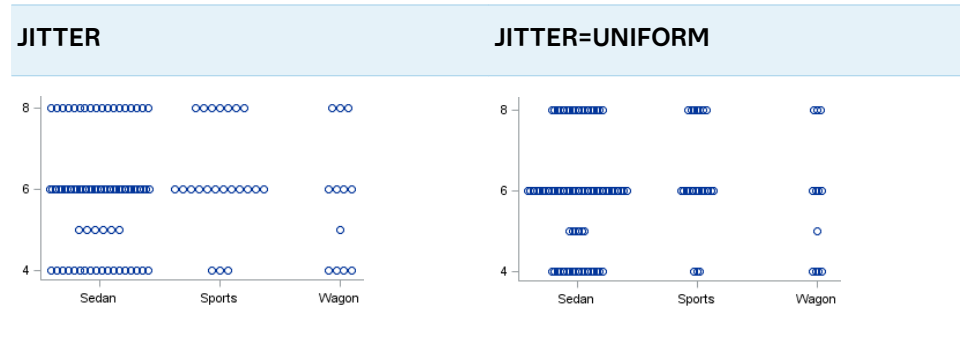 JITTER JITTER=UNIFORM
8 8
6 6
4 4
Sedan Sports Wagon Sedan Sports Wagon